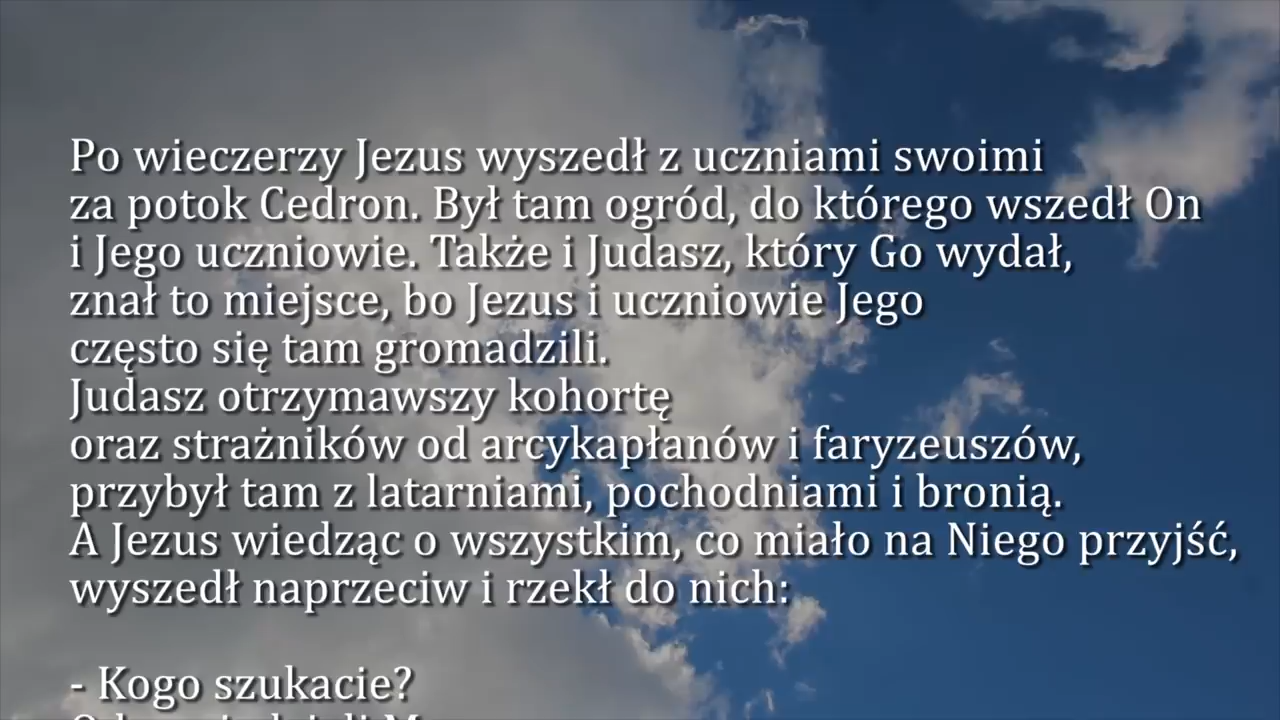 Po wieczerzy Jezus wyszedł z uczniami swoimi
za potok Cedron. Był tam ogród, do którego wszedł On
i Jego uczniowie. Także i Judasz, który Go wydał,
znał to miejsce, bo Jezus i uczniowie Jego
często się tam gromadzili.
Judasz otrzymawszy kohortę
oraz strażników od arcykapłanów i faryzeuszów,
przybył tam z latarniami, pochodniami i bronią.
A Jezus wiedząc o wszystkim, co miało na Niego przyjść,
wyszedł naprzeciw i rzekł do nich:
- Kogo szukacie?